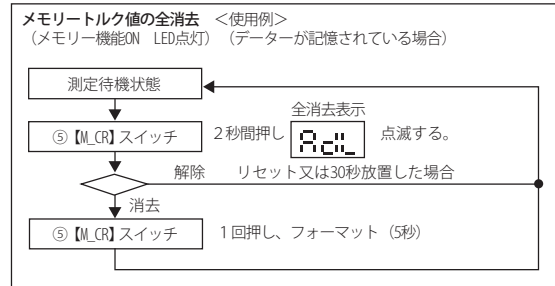 メモリートルク値の全消去 <使用例>
(メモリー機能ON LED点灯)(データーが記憶されている場合)
測定待機状態
全消去表示
⑤【M_CR】スイッチ 2秒間押し AdL 点滅する。
解除 リセット又は30秒放置した場合
消去
⑤【M_CR】スイッチ 1回押し、フォーマット(5秒)